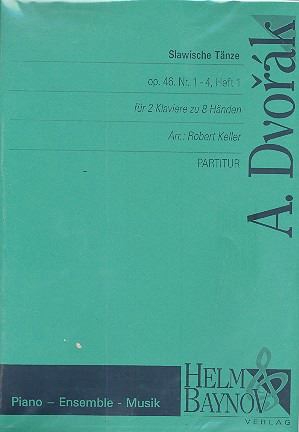 Slawische Tänze
op. 46, Nr. 1 - 4, Heft 1
für 2 Klaviere zu 8 Händen
Arr.: Robert Keller
PARTITUR
A. Dvořák
Piano – Ensemble - Musik
HELM &
BAYNOV
VERLAG